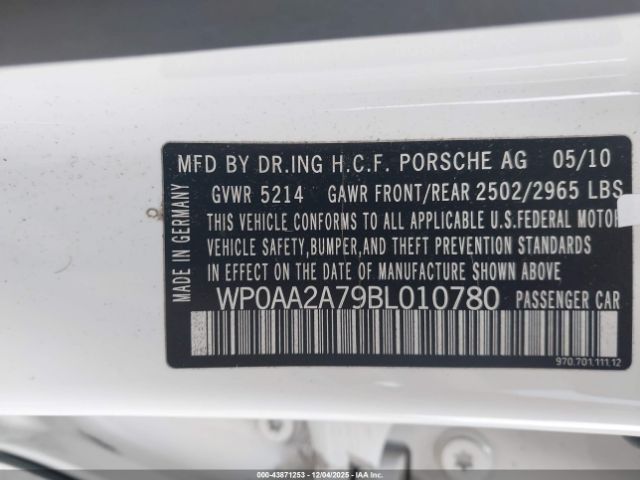 MFD BY DR.ING H.C.F. PORSCHE AG 05/10
GVWR 5214 GAWR FRONT/REAR 2502/2965 LBS
THIS VEHICLE CONFORMS TO ALL APPLICABLE U.S.FEDERAL MOTOR
VEHICLE SAFETY,BUMPER,AND THEFT PREVENTION STANDARDS
IN EFFECT ON THE DATE OF MANUFACTURE SHOWN ABOVE
WP0AA2A79BL010780 PASSENGER CAR
970.701.111.12
MADE IN GERMANY
000-43871253 - 12/04/2025 - IAA Inc.